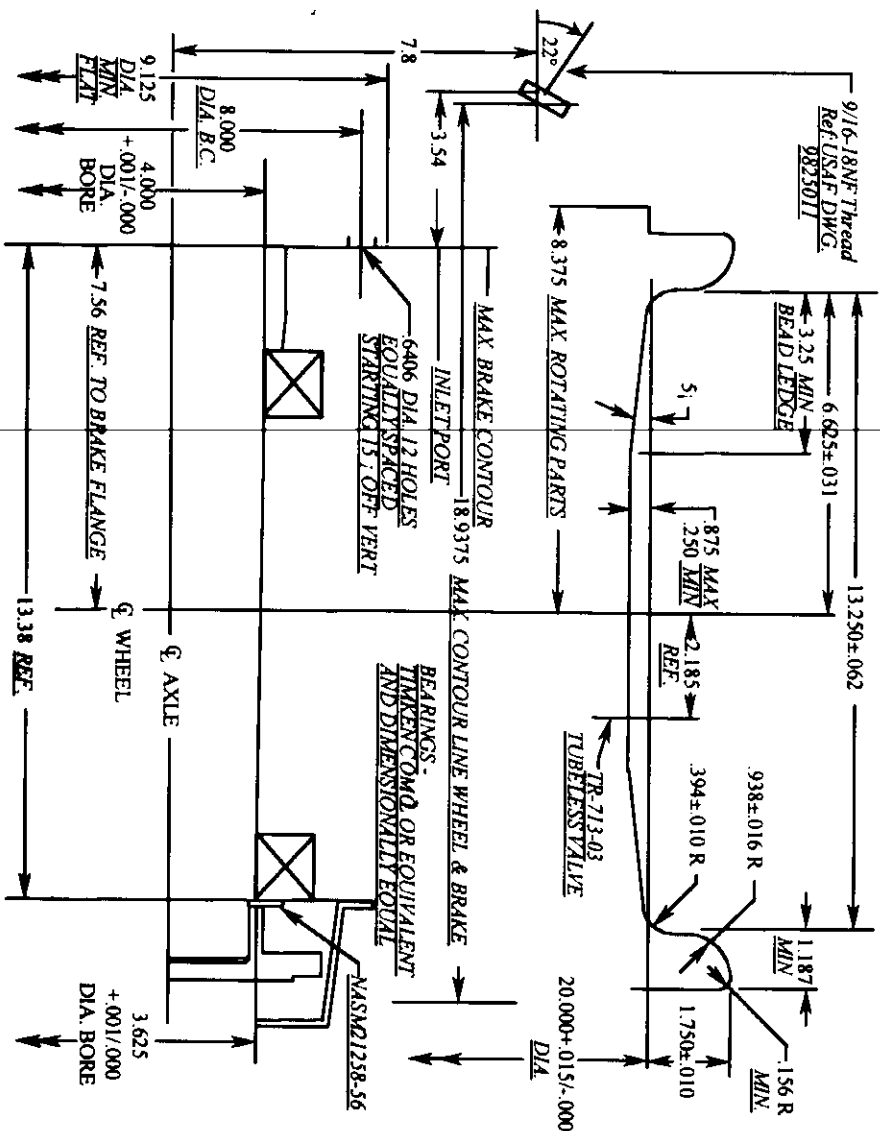 9/16-18NF Thread
Ref:USAF DWG.
9825011
22°
7.8
3.54
9.125
DIA.
MIN
FLAT
8.000
DIA. B.C.
4.000
+.001/-.000
DIA.
BORE
13.250±.062
6.625±.031
3.25 MIN
BEAD LEDGE
8.375 MAX. ROTATING PARTS
5¡
.875 MAX
.250 MIN
2.185
REF.
TR-713-03
TUBELESS VALVE
.394±.010 R
.938±.016 R
1.187
MIN
.156 R
MIN.
1.750±.010
20.000+.015/-.000
DIA.
18.9375 MAX. CONTOUR LINE WHEEL & BRAKE
MAX. BRAKE CONTOUR
INLET PORT
.6406 DIA. 12 HOLES
EQUALLY SPACED
STARTING 15¡ OFF VERT
BEARINGS -
TIMKEN COMO, OR EQUIVALENT
AND DIMENSIONALLY EQUAL
NASM21258-56
7.56 REF. TO BRAKE FLANGE
℄ AXLE
℄ WHEEL
13.38 REF.
3.625
+.001/.000
DIA. BORE